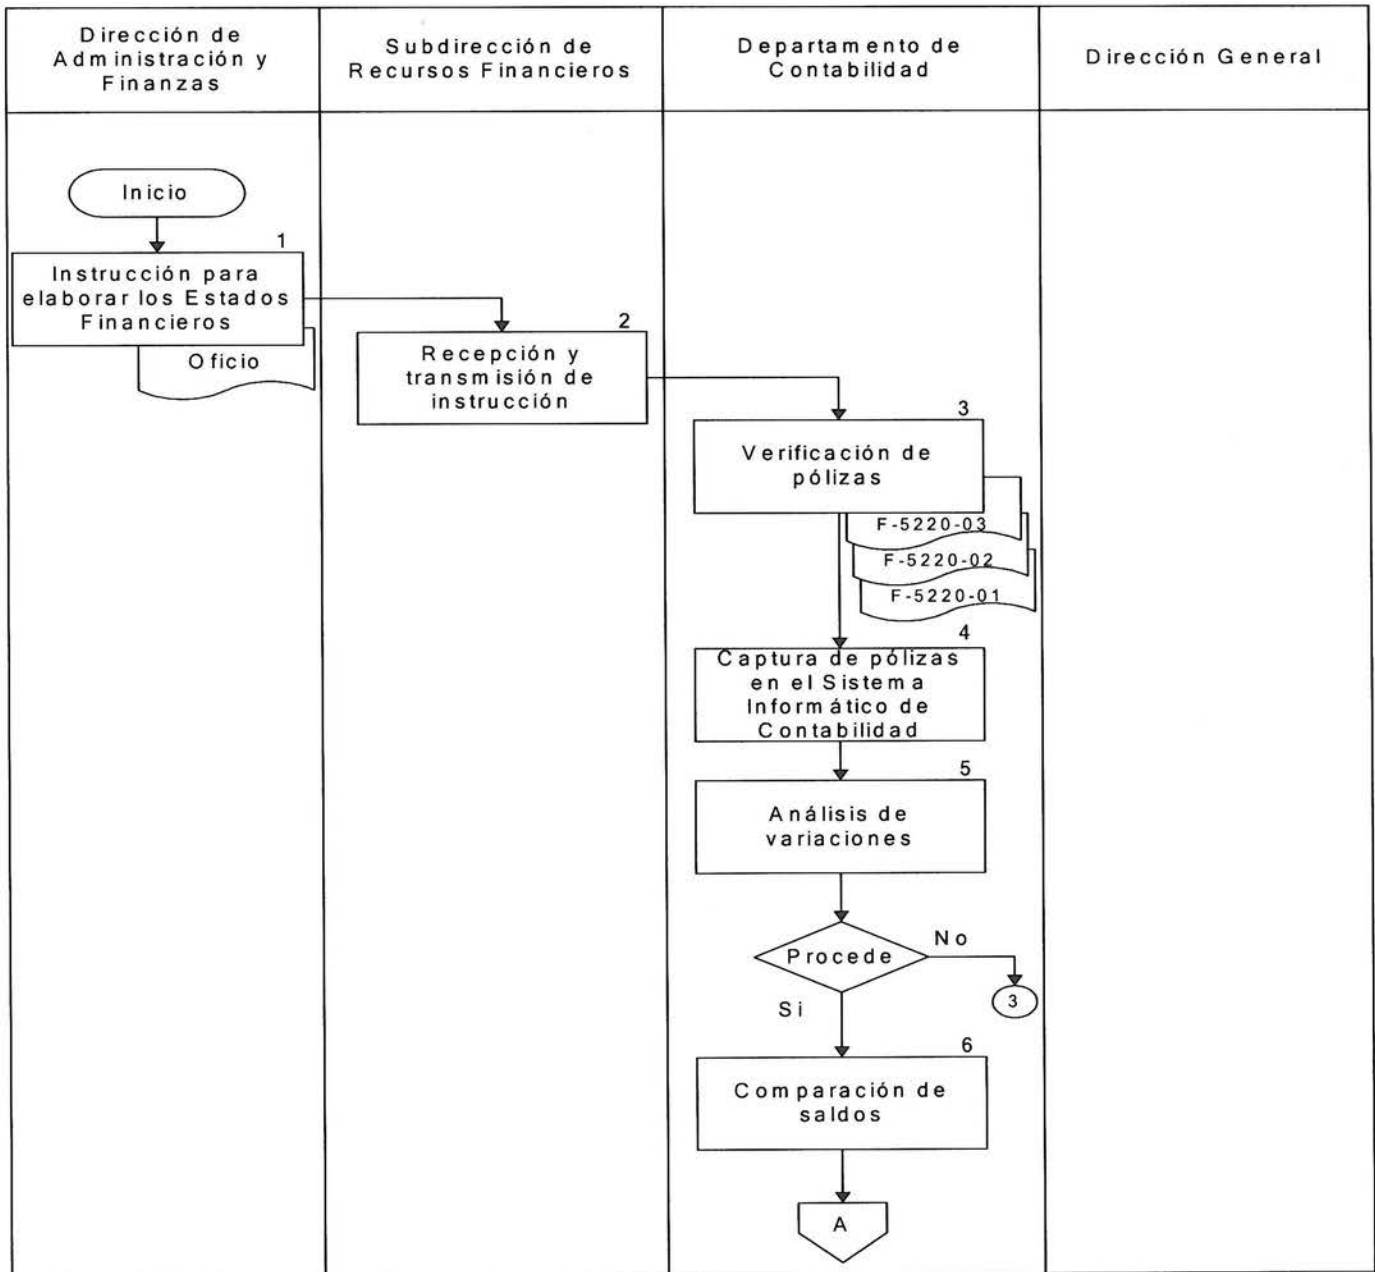 Dirección de
Administración y
Finanzas
Subdirección de
Recursos Financieros
Departamento de
Contabilidad
Dirección General
Inicio
1
Instrucción para
elaborar los Estados
Financieros
Oficio
2
Recepción y
transmisión de
instrucción
3
Verificación de
pólizas
F-5220-03
F-5220-02
F-5220-01
4
Captura de pólizas
en el Sistema
Informático de
Contabilidad
5
Análisis de
variaciones
Procede
No
3
Si
6
Comparación de
saldos
A